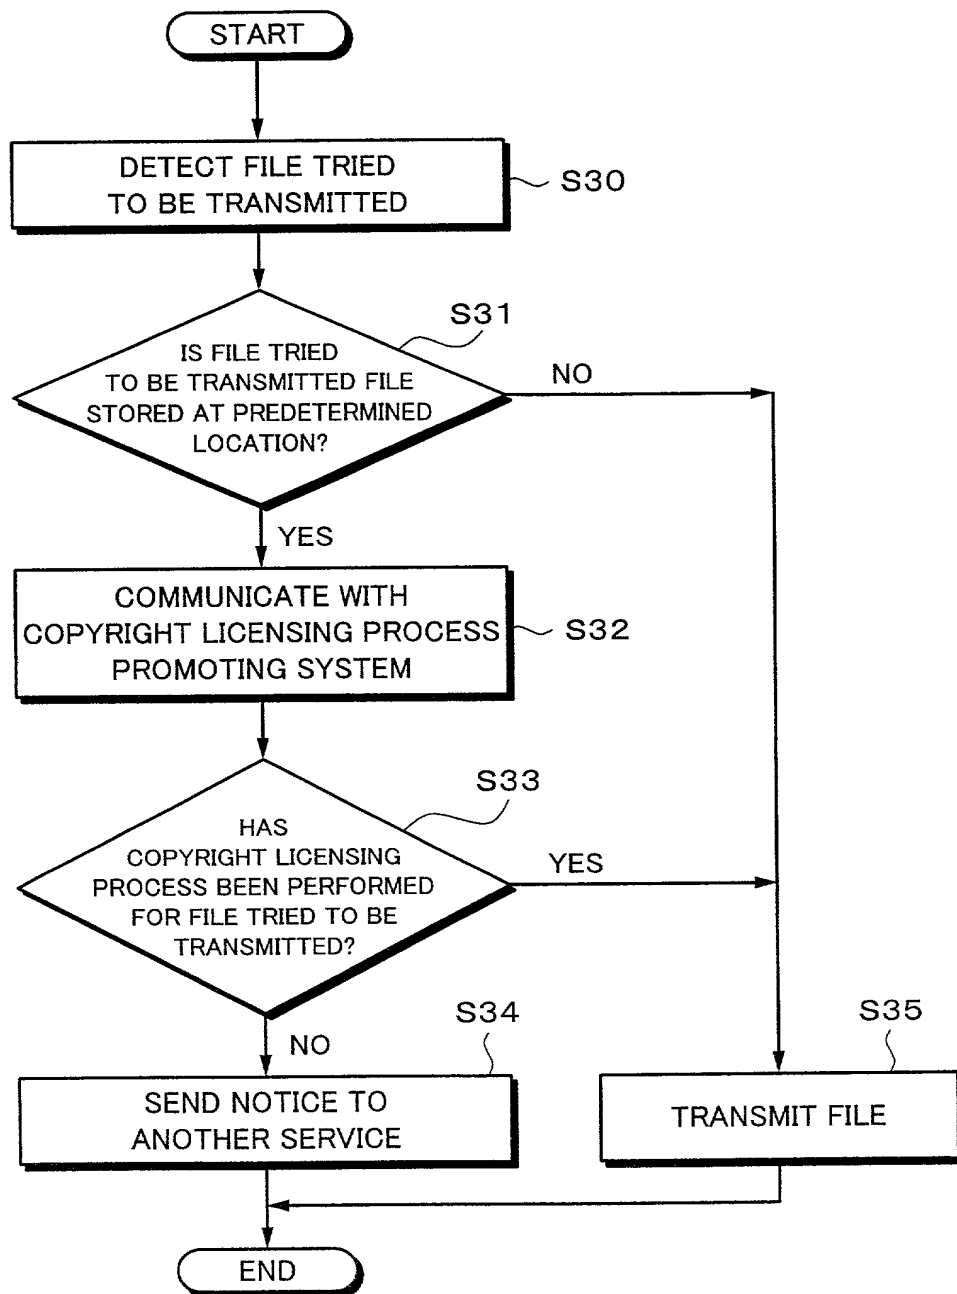 START
DETECT FILE TRIED
TO BE TRANSMITTED
S30
S31
IS FILE TRIED
TO BE TRANSMITTED FILE
STORED AT PREDETERMINED
LOCATION?
NO
YES
COMMUNICATE WITH
COPYRIGHT LICENSING PROCESS
PROMOTING SYSTEM
S32
S33
HAS
COPYRIGHT LICENSING
PROCESS BEEN PERFORMED
FOR FILE TRIED TO BE
TRANSMITTED?
YES
NO
S34
SEND NOTICE TO
ANOTHER SERVICE
S35
TRANSMIT FILE
END